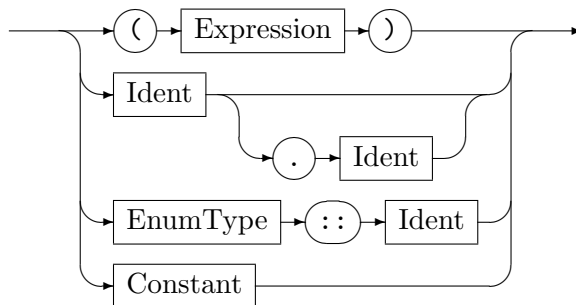 ( Expression )
Ident
. Ident
EnumType :: Ident
Constant